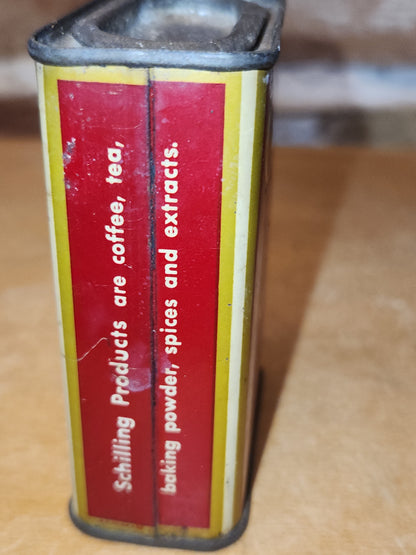 Schilling Products are coffee, tea,
baking powder, spices and extracts.